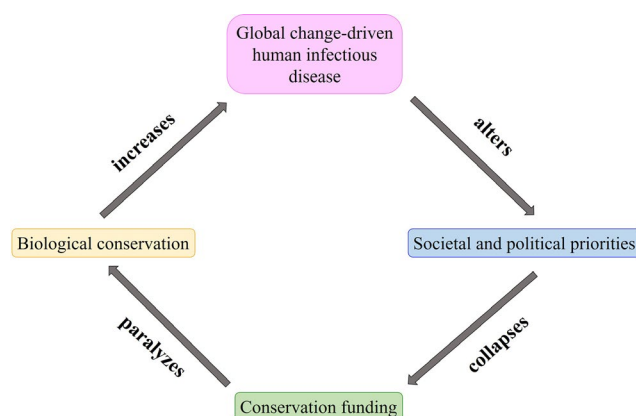 Global change-driven
human infectious
disease
increases
alters
Biological conservation
Societal and political priorities
paralyzes
collapses
Conservation funding